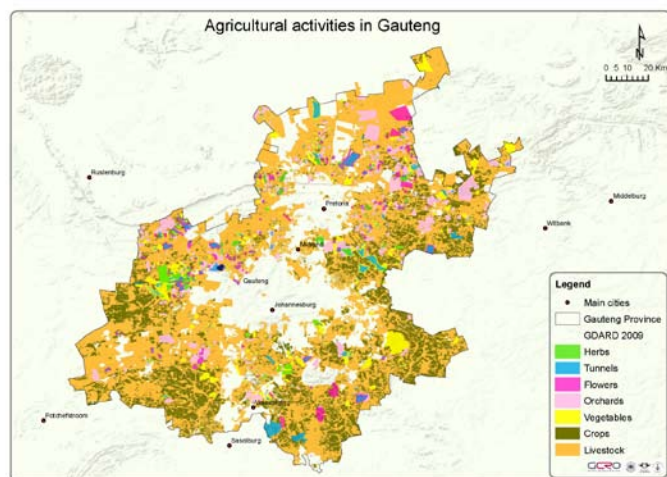 Agricultural activities in Gauteng
N
0 5 10 20 Km
Rustenburg
Middelburg
Pretoria
Witbank
Gauteng
Johannesburg
Potchefstroom
Sasolburg
Legend
Main cities
Gauteng Province
GDARD 2009
Herbs
Tunnels
Flowers
Orchards
Vegetables
Crops
Livestock
GCRO